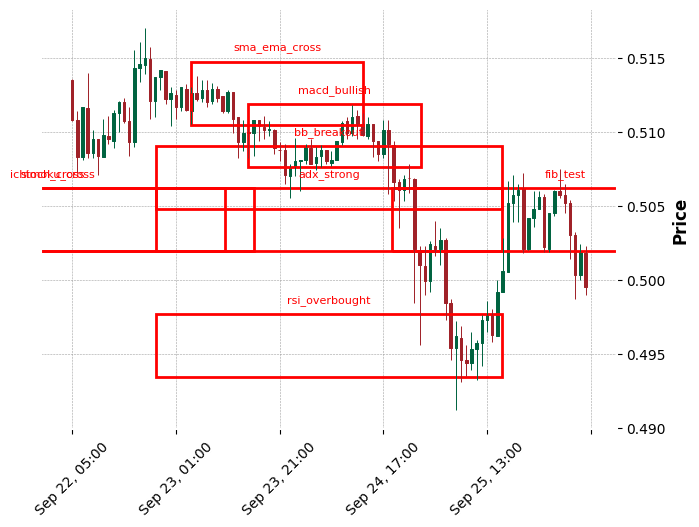 sma_ema_cross
0.515
macd_bullish
0.510
bb_breakout
adx_strong
fib_test
0.505
Price
0.500
rsi_overbought
0.495
0.490
Sep 22, 05:00
Sep 23, 01:00
Sep 23, 21:00
Sep 24, 17:00
Sep 25, 13:00